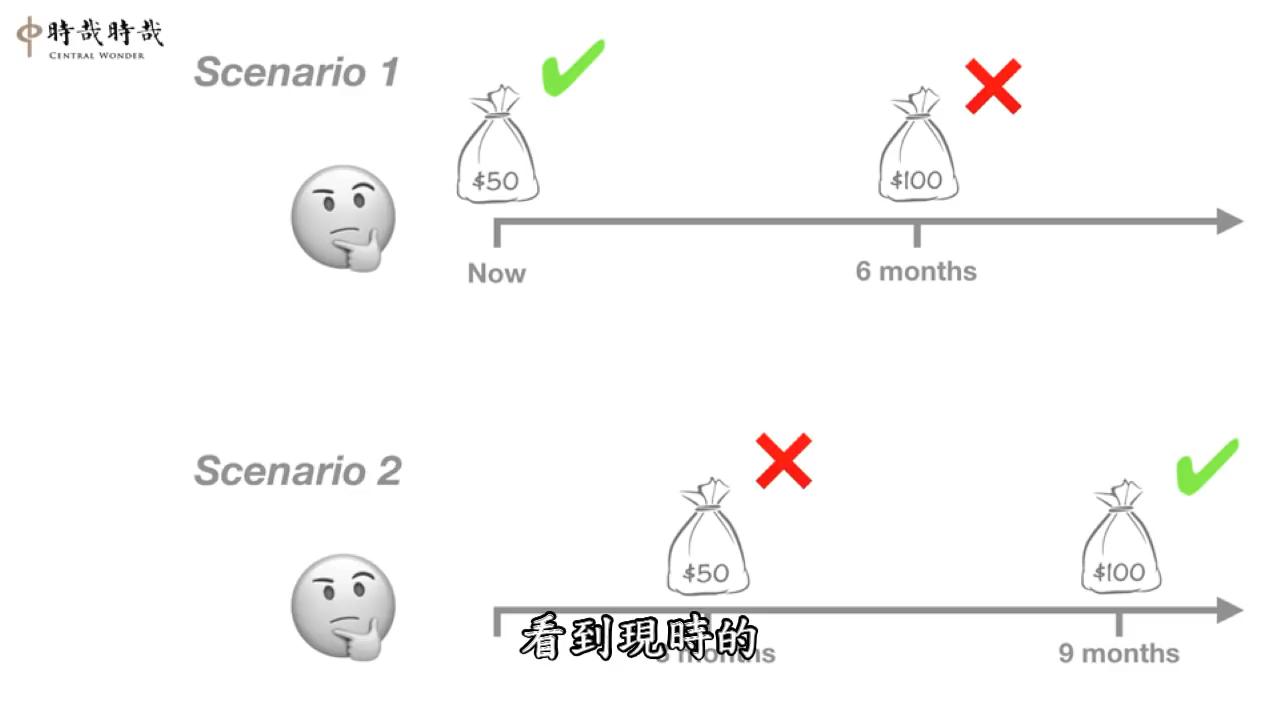 時哉時哉
CENTRAL WONDER
Scenario 1
$50
$100
Now
6 months
Scenario 2
$50
$100
看到現時的
months
9 months